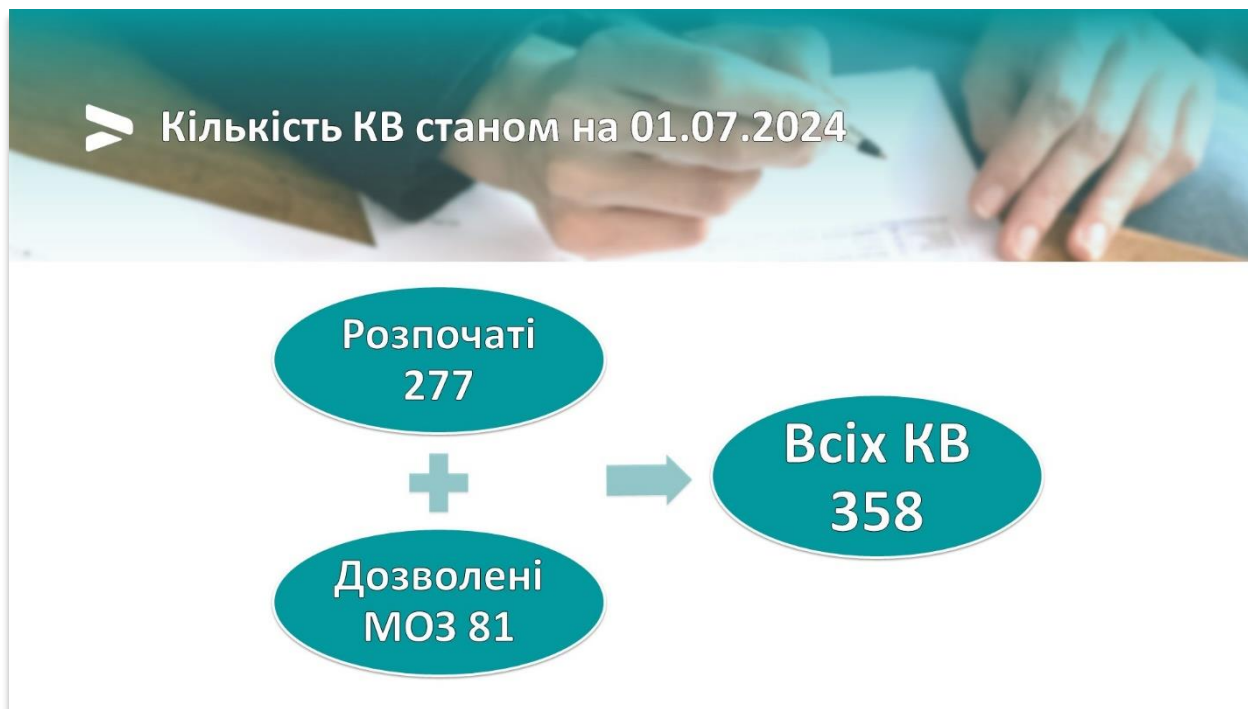 Кількість КВ станом на 01.07.2024
Розпочаті
277
Дозволені
МОЗ 81
Всіх КВ
358